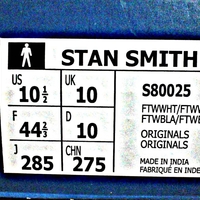 STAN SMITH
US UK
10½ 10 S80025
FTWWHT/FTWW
F D FTWBLA/FTWB
44⅔ 10 ORIGINALS
ORIGINALS
J CHN
285 275 MADE IN INDIA
FABRIQUÉ EN INDE